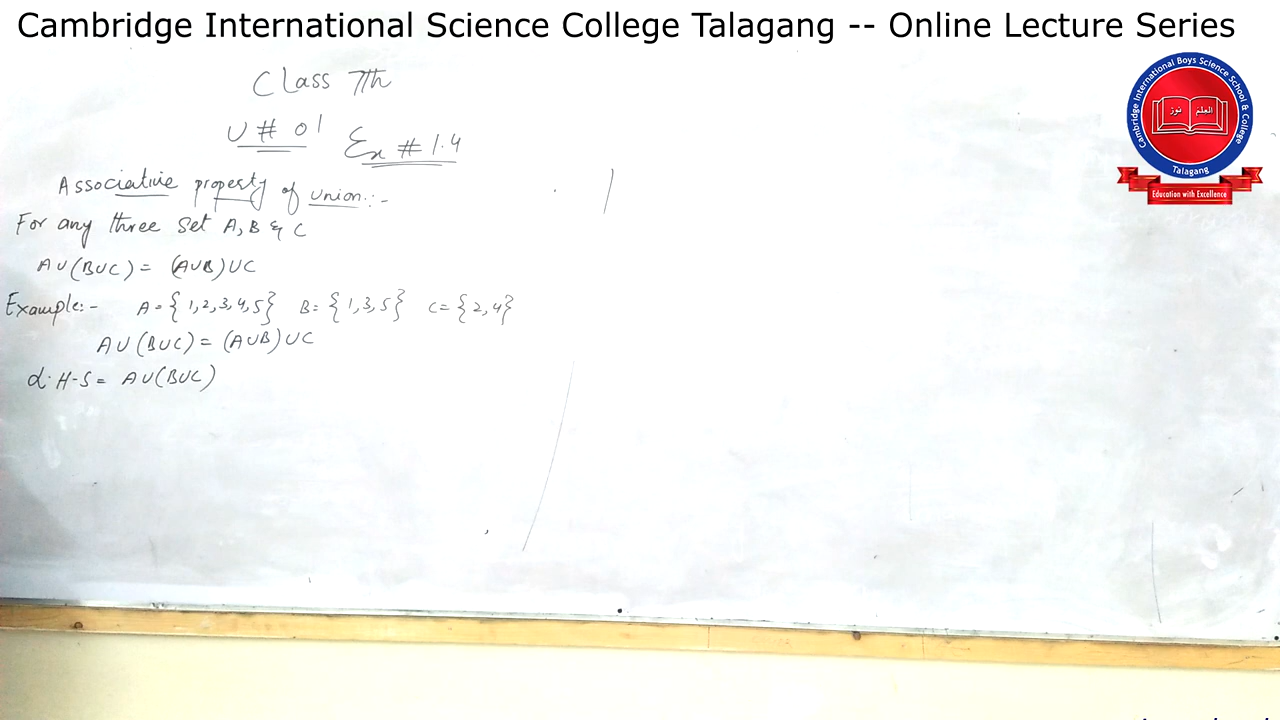 Cambridge International Science College Talagang -- Online Lecture Series
Cambridge International Boys Science School & College
العلم نور
Talagang
Education with Excellence
Class 7th
U # 01 Ex # 1.4
Associative property of union:-
For any three Set A, B & C
A∪(B∪C) = (A∪B)∪C
Example:- A = {1,2,3,4,5} B = {1,3,5} C = {2,4}
A∪(B∪C) = (A∪B)∪C
L.H-S = A∪(B∪C)